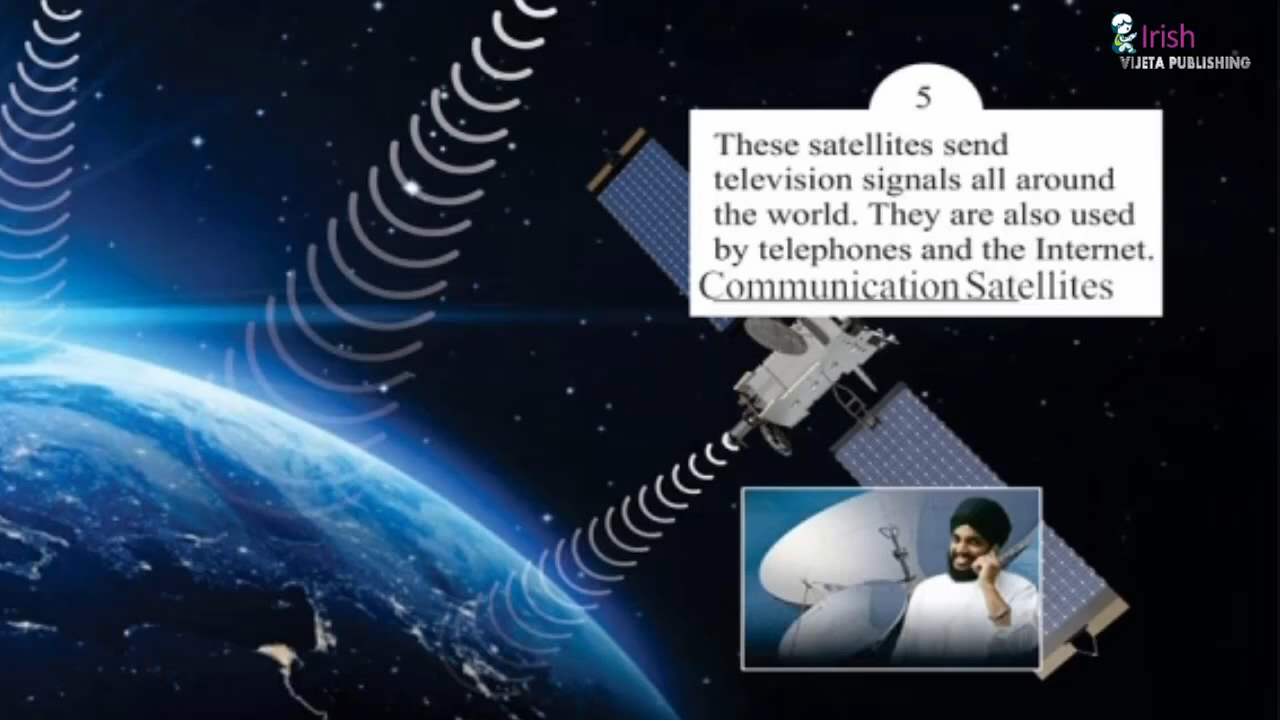 Irish
VIJETA PUBLISHING
5
These satellites send
television signals all around
the world. They are also used
by telephones and the Internet.
Communication Satellites